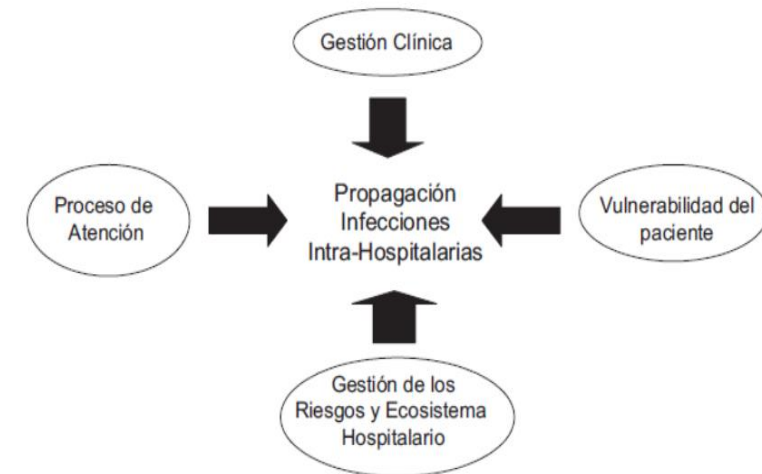 Gestión Clínica
Proceso de
Atención
Propagación
Infecciones
Intra-Hospitalarias
Vulnerabilidad del
paciente
Gestión de los
Riesgos y Ecosistema
Hospitalario